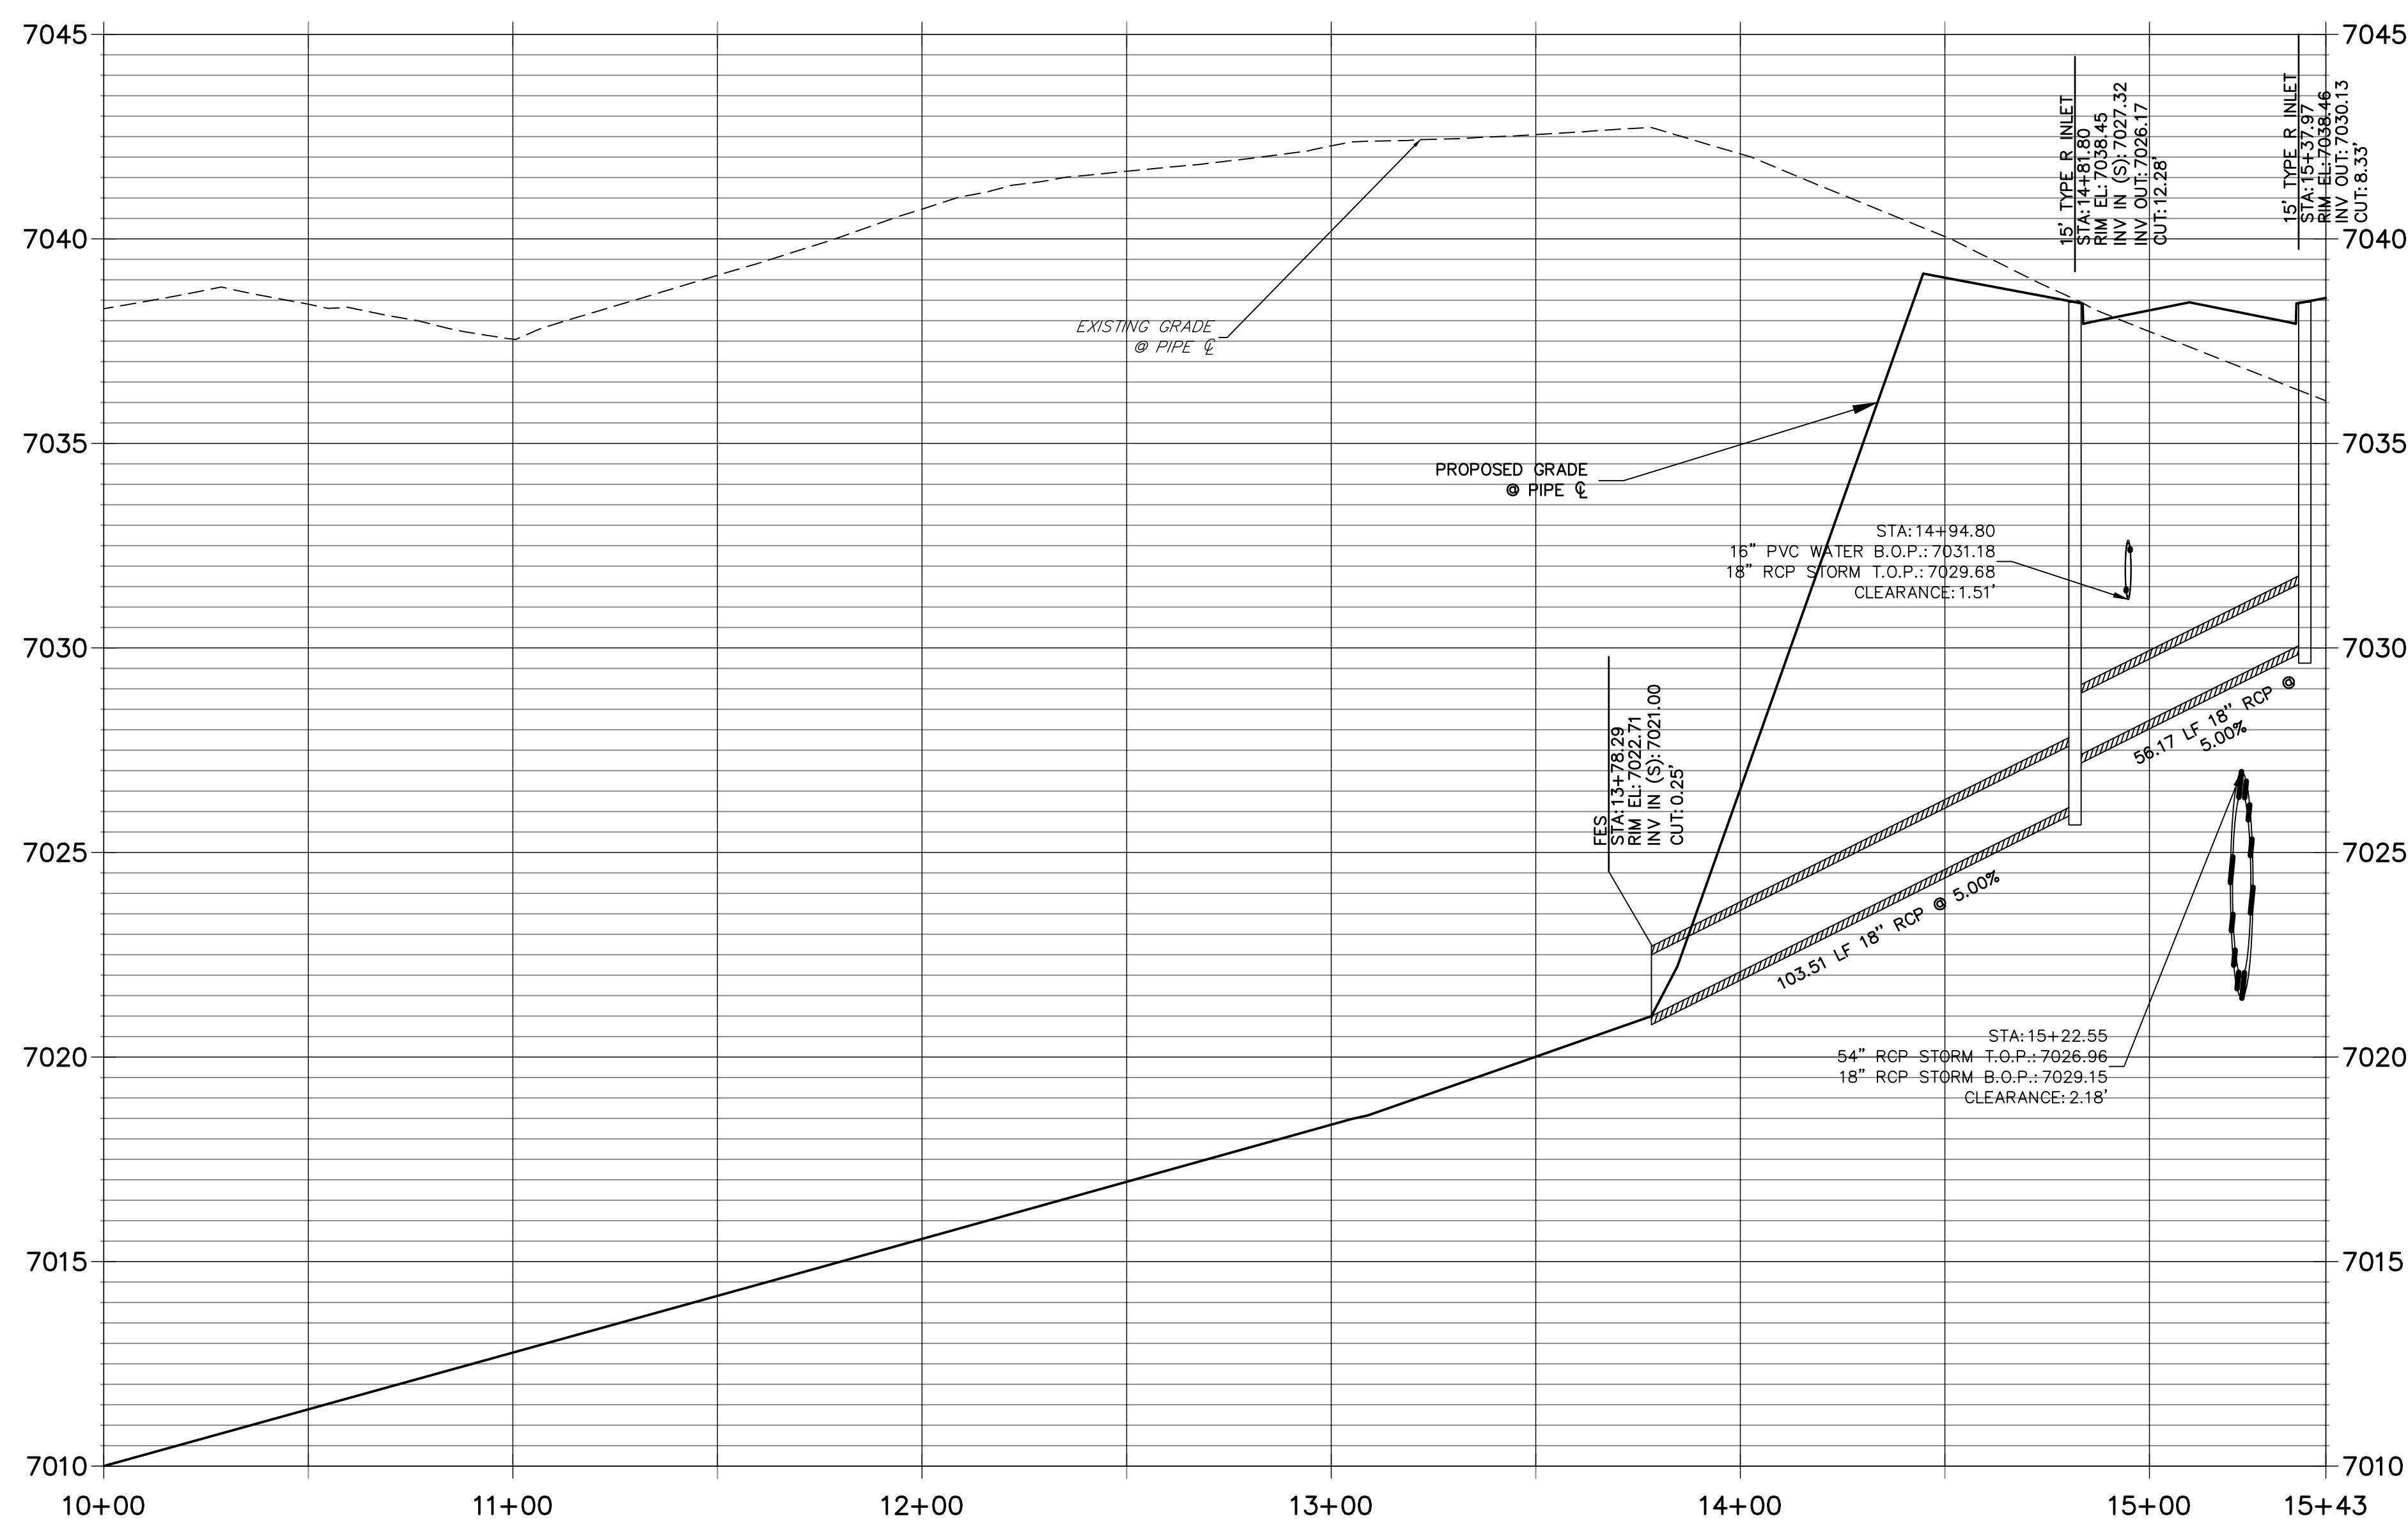 7045
7045
15' TYPE R INLET
STA:14+81.80
RIM EL:7038.45
INV IN (S):7027.32
INV OUT:7026.17
CUT:12.28'
15' TYPE R INLET
STA:15+37.97
RIM EL:7038.46
INV OUT:7030.13
CUT:8.33'
7040
7040
EXISTING GRADE
@ PIPE ℄
7035
7035
PROPOSED GRADE
@ PIPE ℄
STA:14+94.80
16" PVC WATER B.O.P.:7031.18
18" RCP STORM T.O.P.:7029.68
CLEARANCE:1.51'
7030
7030
FES
STA:13+78.29
RIM EL:7022.71
INV IN (S):7021.00
CUT:0.25'
56.17 LF 18" RCP @
5.00%
7025
7025
103.51 LF 18" RCP @ 5.00%
STA:15+22.55
54" RCP STORM T.O.P.:7026.96
18" RCP STORM B.O.P.:7029.15
CLEARANCE:2.18'
7020
7020
7015
7015
7010
7010
10+00
11+00
12+00
13+00
14+00
15+00
15+43